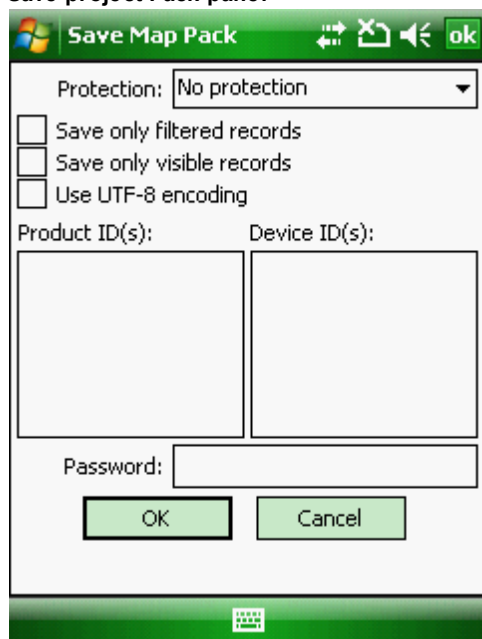 Save Map Pack ok
Protection: No protection
Save only filtered records
Save only visible records
Use UTF-8 encoding
Product ID(s): Device ID(s):
Password:
OK Cancel